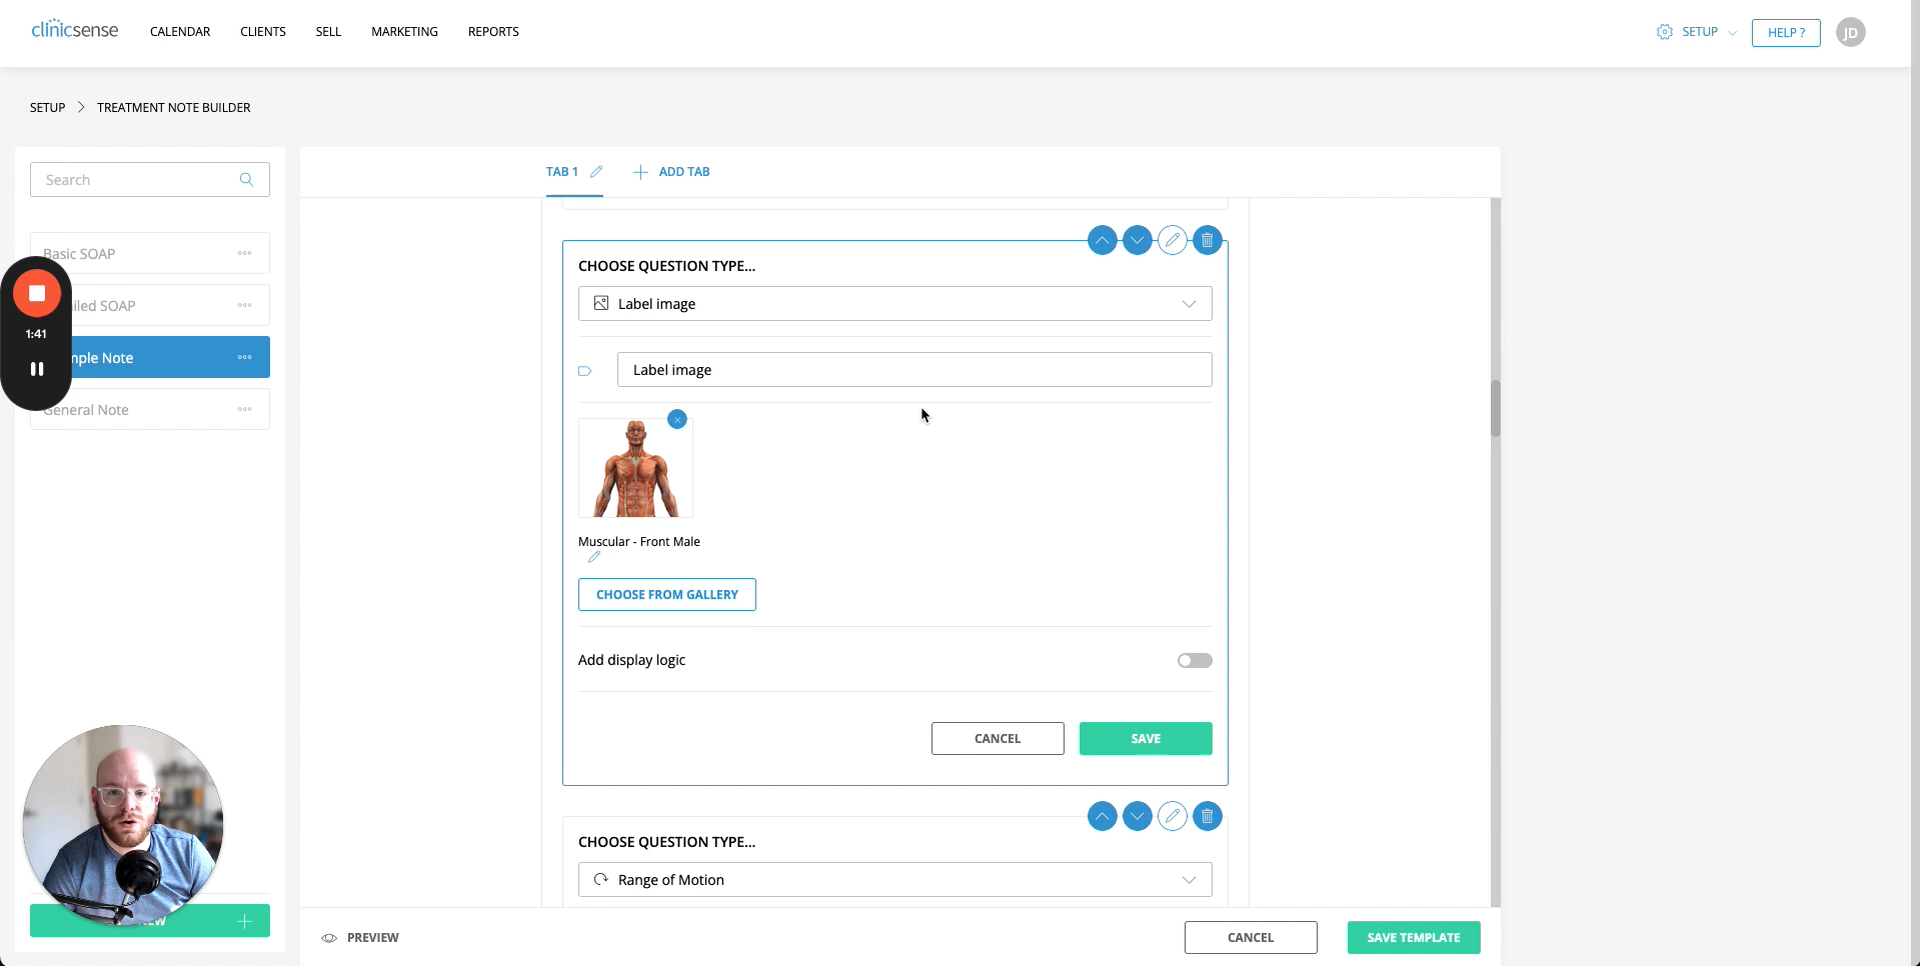 clinicsense CALENDAR CLIENTS SELL MARKETING REPORTS SETUP HELP ? JD
SETUP > TREATMENT NOTE BUILDER
Search
TAB 1 ADD TAB
Basic SOAP
iled SOAP
1:41
mple Note
General Note
CHOOSE QUESTION TYPE...
Label image
Label image
Muscular - Front Male
CHOOSE FROM GALLERY
Add display logic
CANCEL SAVE
CHOOSE QUESTION TYPE...
Range of Motion
PREVIEW CANCEL SAVE TEMPLATE